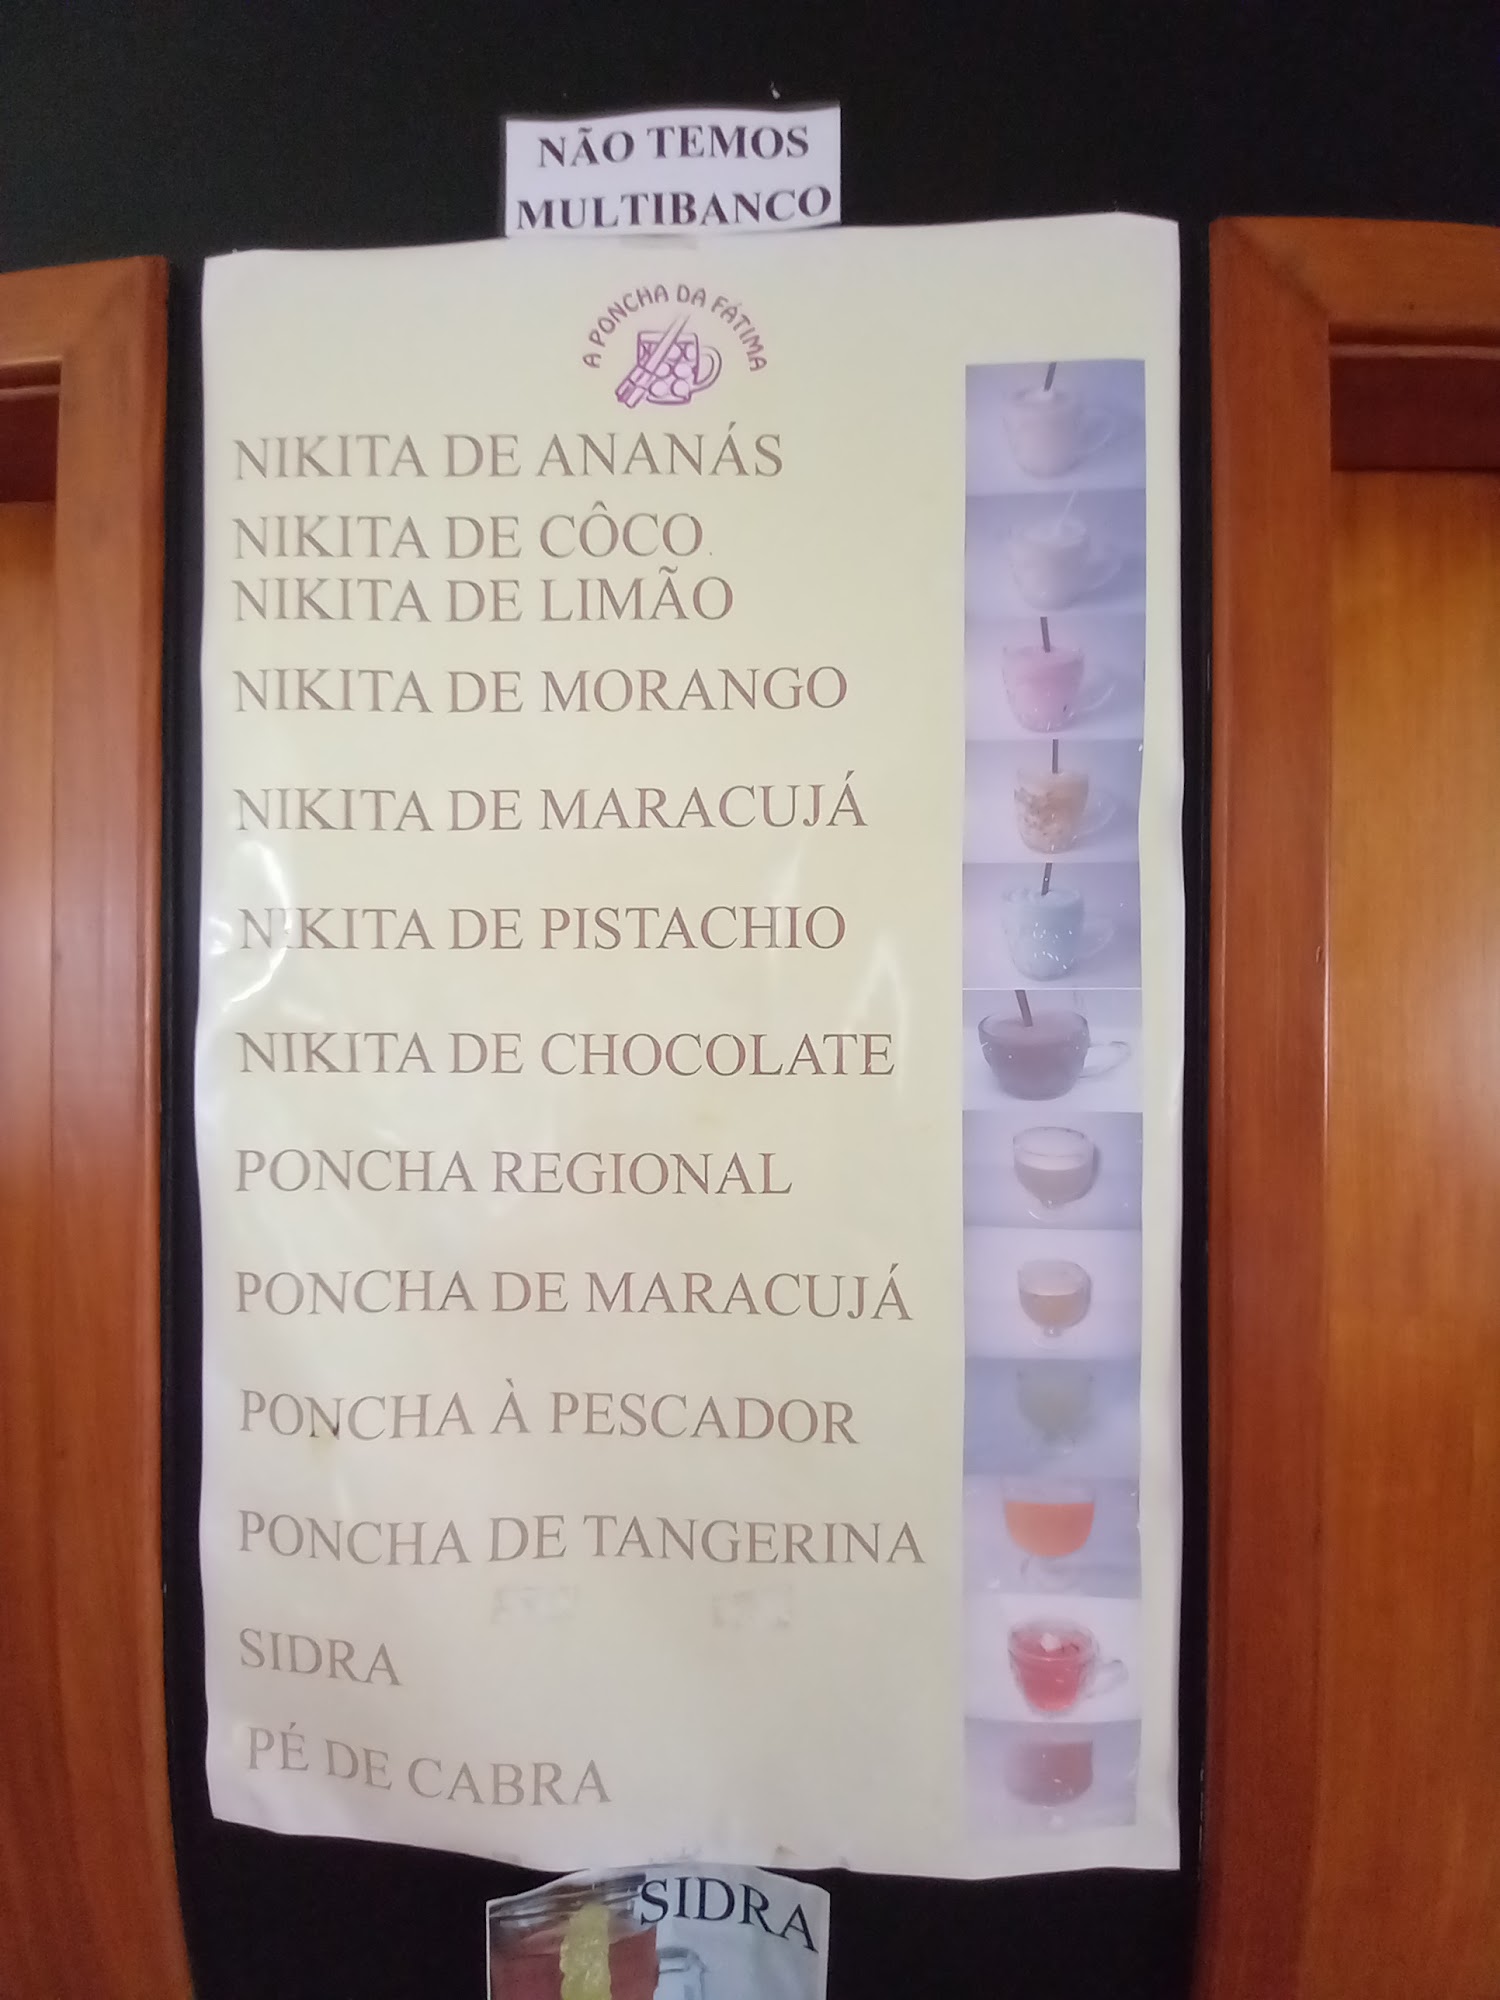 NÃO TEMOS
MULTIBANCO
A PONCHA DA FÁTIMA
NIKITA DE ANANÁS
NIKITA DE CÔCO
NIKITA DE LIMÃO
NIKITA DE MORANGO
NIKITA DE MARACUJÁ
NIKITA DE PISTACHIO
NIKITA DE CHOCOLATE
PONCHA REGIONAL
PONCHA DE MARACUJÁ
PONCHA À PESCADOR
PONCHA DE TANGERINA
SIDRA
PÉ DE CABRA
SIDRA